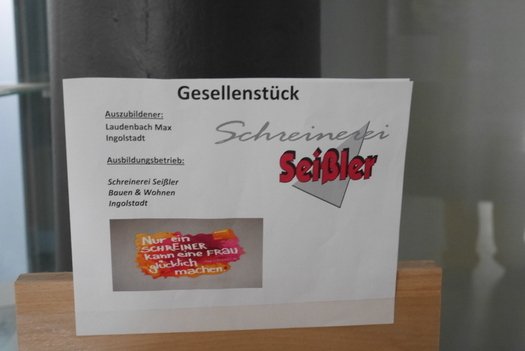 Gesellenstück
Auszubildener:
Laudenbach Max
Ingolstadt
Schreinerei
Seißler
Ausbildungsbetrieb:
Schreinerei Seißler
Bauen & Wohnen
Ingolstadt
Nur ein
SCHREINER
kann eine FRAU
glücklich
machen